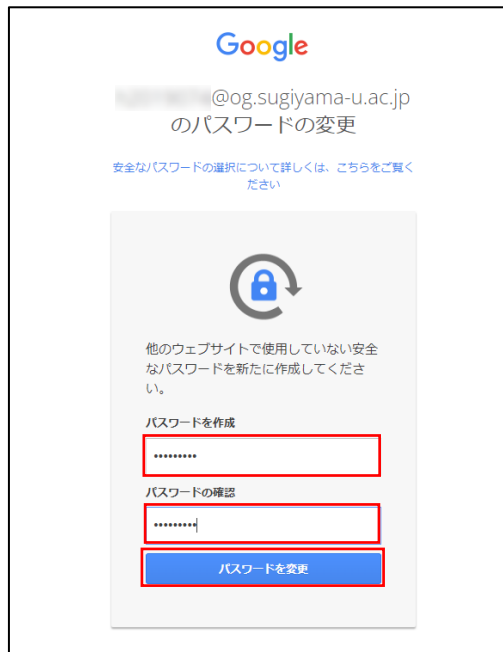 Google
@og.sugiyama-u.ac.jp
のパスワードの変更
安全なパスワードの選択について詳しくは、こちらをご覧く
ださい
他のウェブサイトで使用していない安全
なパスワードを新たに作成してくださ
い。
パスワードを作成
•••••••••
パスワードの確認
•••••••••
パスワードを変更